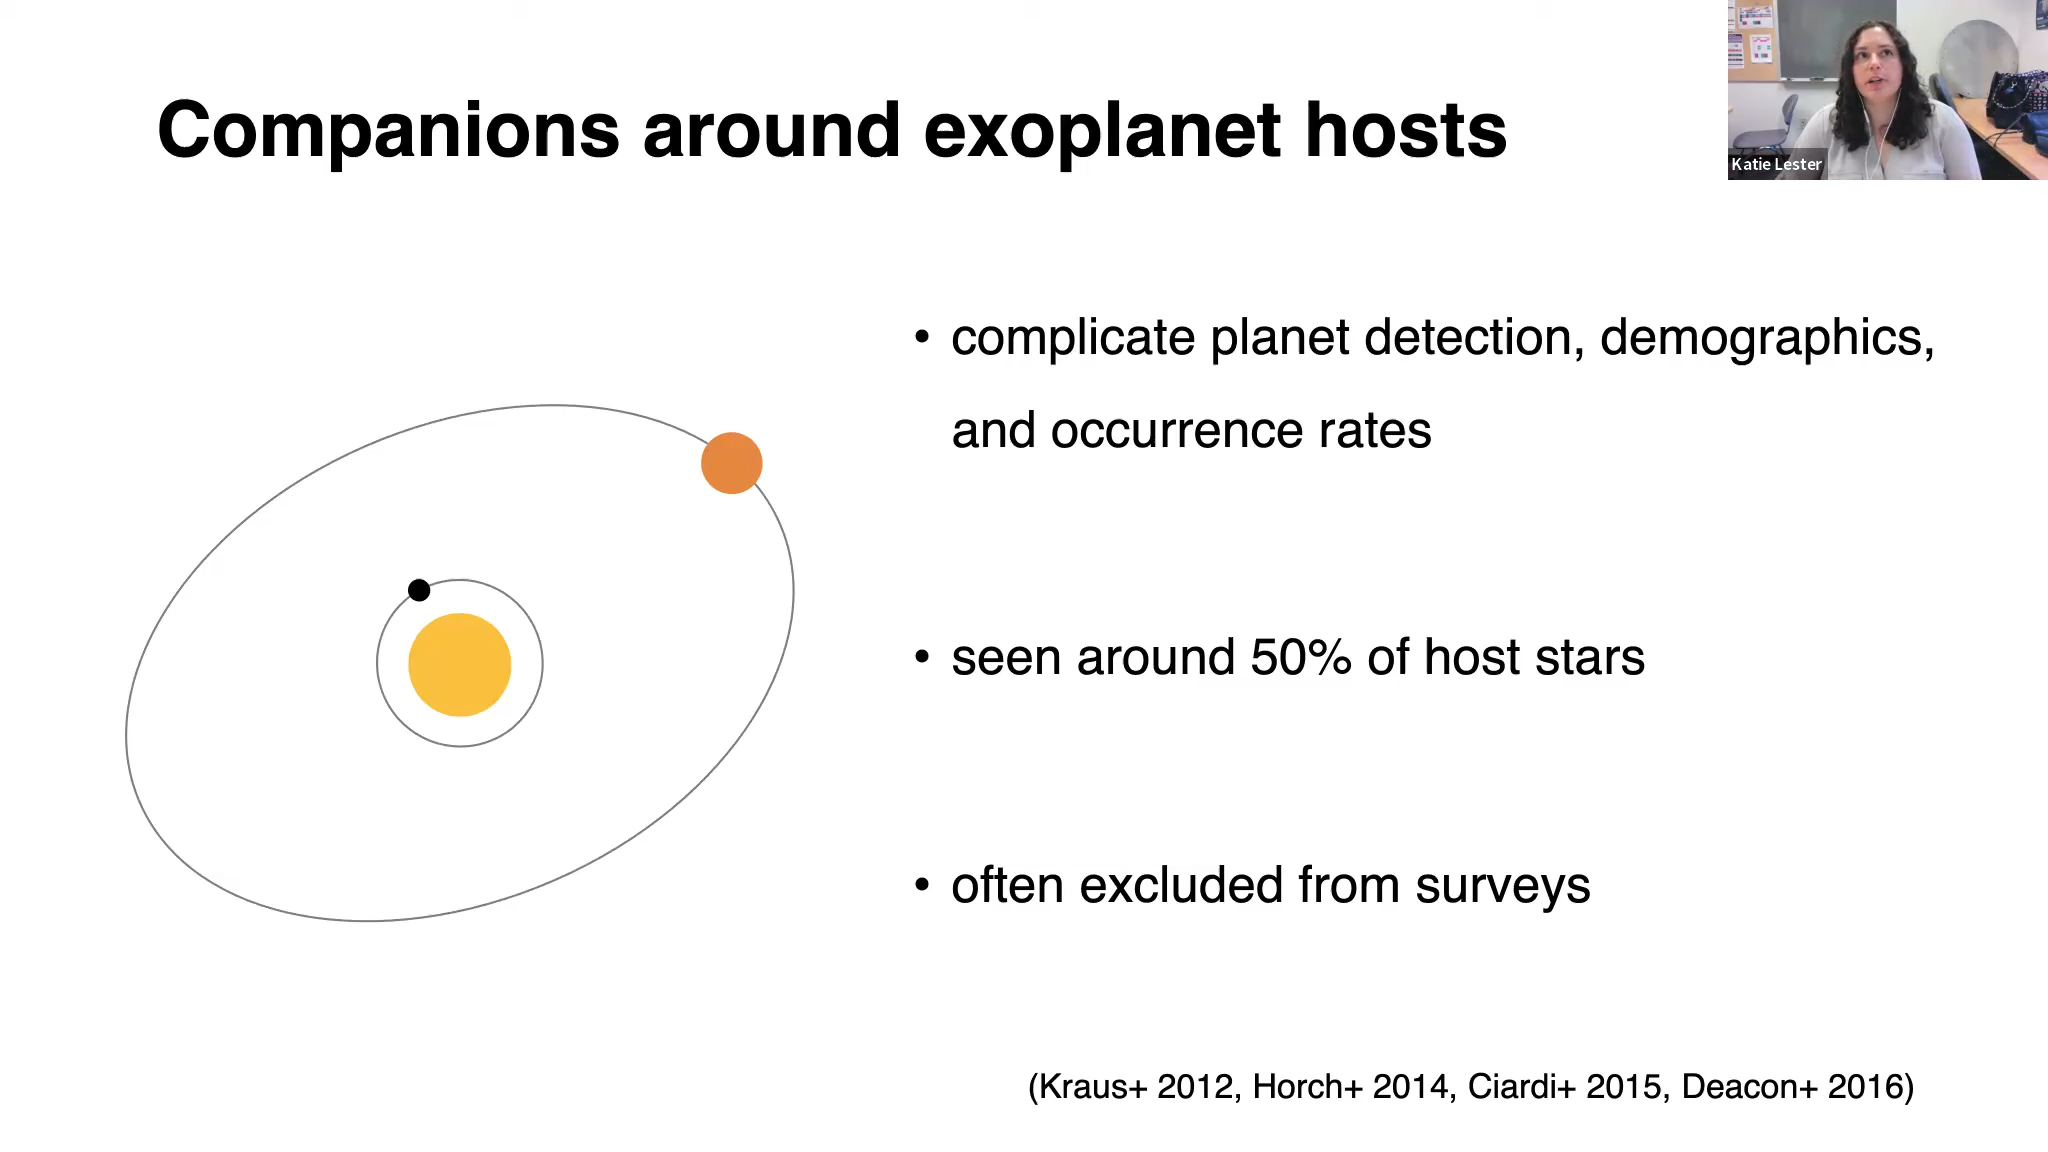 Companions around exoplanet hosts
Katie Lester
• complicate planet detection, demographics,
and occurrence rates
• seen around 50% of host stars
• often excluded from surveys
(Kraus+ 2012, Horch+ 2014, Ciardi+ 2015, Deacon+ 2016)